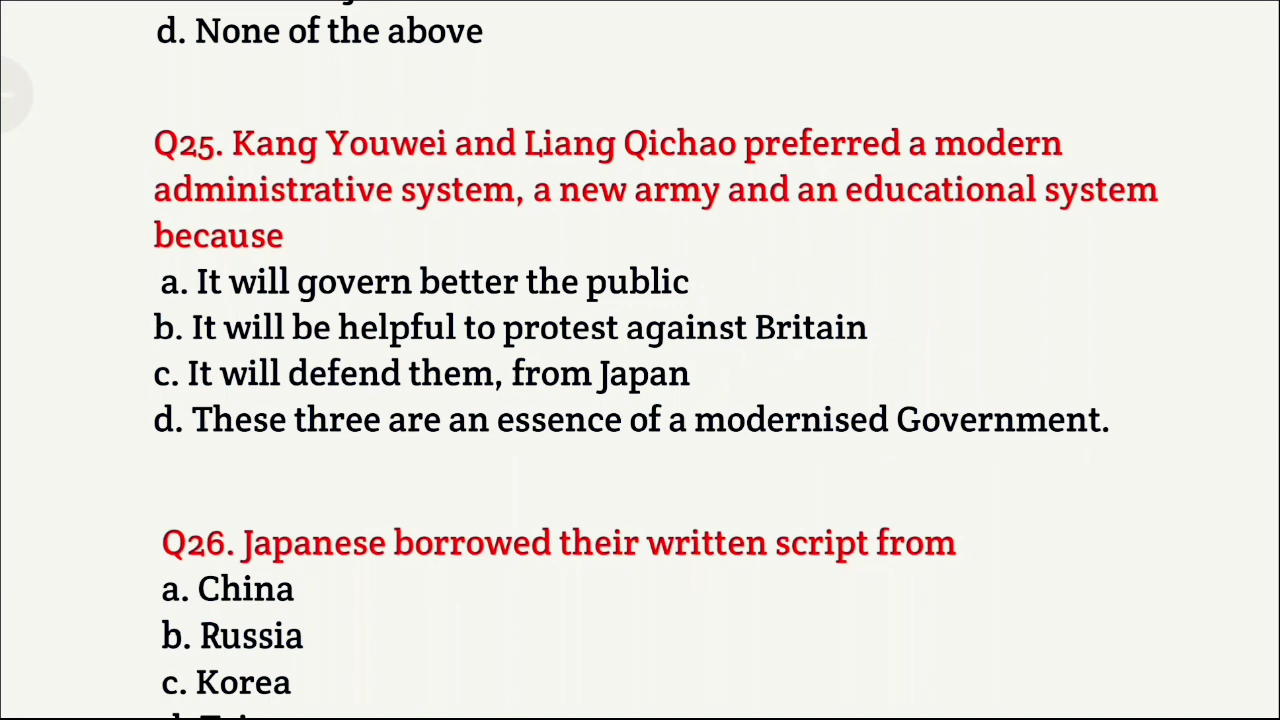 d. None of the above
Q25. Kang Youwei and Liang Qichao preferred a modern
administrative system, a new army and an educational system
because
a. It will govern better the public
b. It will be helpful to protest against Britain
c. It will defend them, from Japan
d. These three are an essence of a modernised Government.
Q26. Japanese borrowed their written script from
a. China
b. Russia
c. Korea